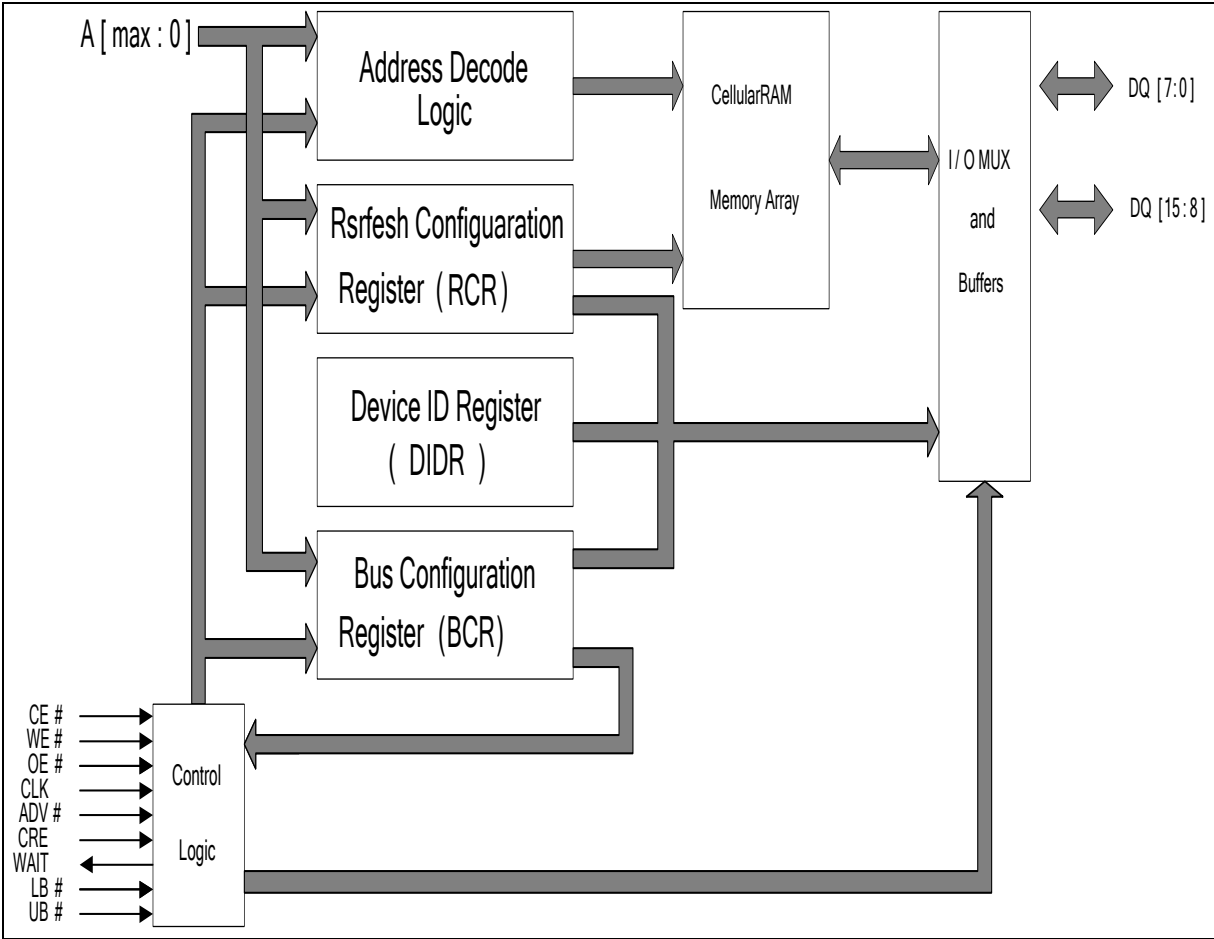 A [ max : 0 ]
Address Decode
Logic
CellularRAM
Memory Array
I / O MUX
and
Buffers
DQ [7:0]
DQ [15:8]
Rsrfesh Configuaration
Register ( RCR )
Device ID Register
( DIDR )
Bus Configuration
Register (BCR)
CE #
WE #
OE #
CLK
ADV #
CRE
WAIT
LB #
UB #
Control
Logic